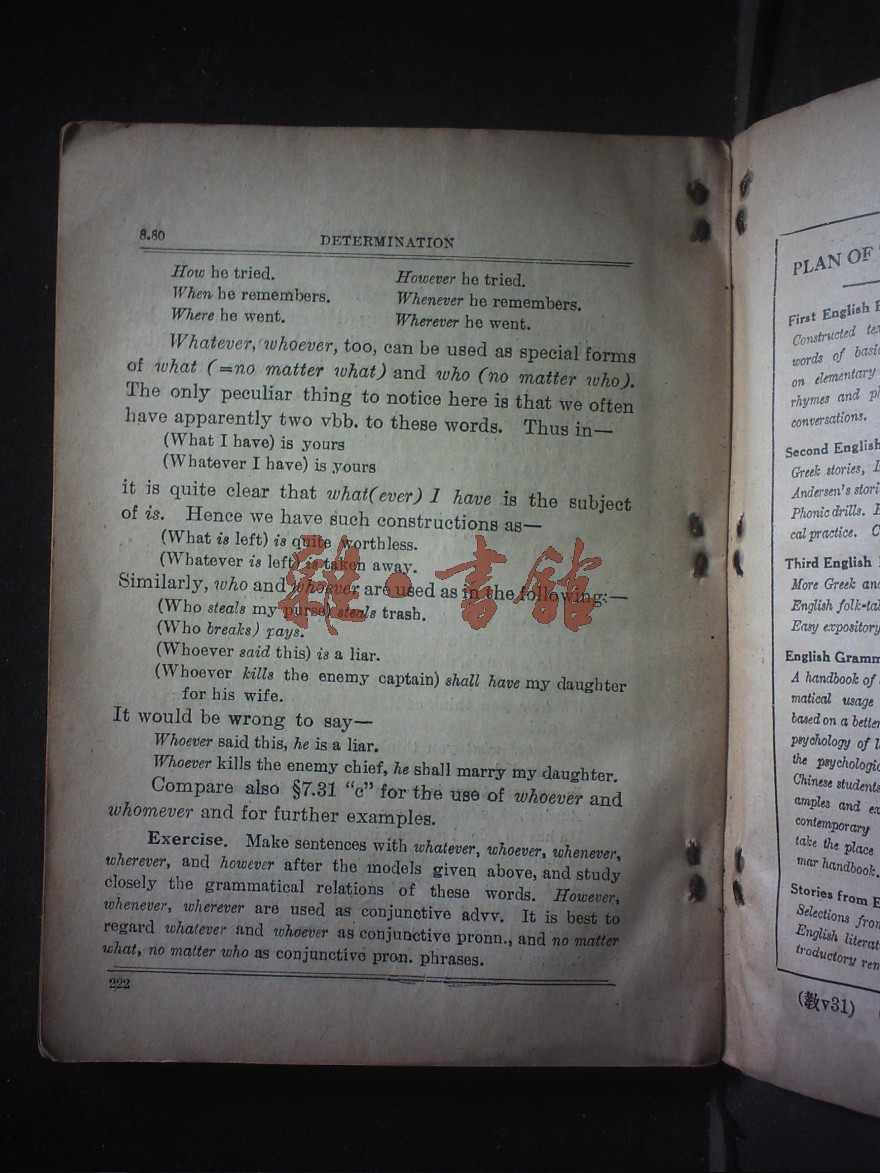 8.80 DETERMINATION
How he tried. However he tried.
When he remembers. Whenever he remembers.
Where he went. Wherever he went.
Whatever, whoever, too, can be used as special forms
of what (=no matter what) and who (no matter who).
The only peculiar thing to notice here is that we often
have apparently two vbb. to these words. Thus in—
(What I have) is yours
(Whatever I have) is yours
it is quite clear that what(ever) I have is the subject
of is. Hence we have such constructions as—
(What is left) is quite worthless.
(Whatever is left) is taken away.
Similarly, who and whoever are used as in the following:—
(Who steals my purse) steals trash.
(Who breaks) pays.
(Whoever said this) is a liar.
(Whoever kills the enemy captain) shall have my daughter
for his wife.
It would be wrong to say—
Whoever said this, he is a liar.
Whoever kills the enemy chief, he shall marry my daughter.
Compare also §7.31 "c" for the use of whoever and
whomever and for further examples.
Exercise. Make sentences with whatever, whoever, whenever,
wherever, and however after the models given above, and study
closely the grammatical relations of these words. However,
whenever, wherever are used as conjunctive advv. It is best to
regard whatever and whoever as conjunctive pronn., and no matter
what, no matter who as conjunctive pron. phrases.
222
雅·書館
PLAN OF
First English
Constructed
words of
on elementary
rhymes and
conversations.
Second English
Greek stories,
Andersen's
Phonic drills.
cal practice.
Third English
More Greek
English
Easy expository
English
A handbook of
matical usage
based on a better
psychology of
the
Chinese students
amples and
contemporary
take the place
mar handbook.
Stories from
Selections
English
troductory
(教v31)